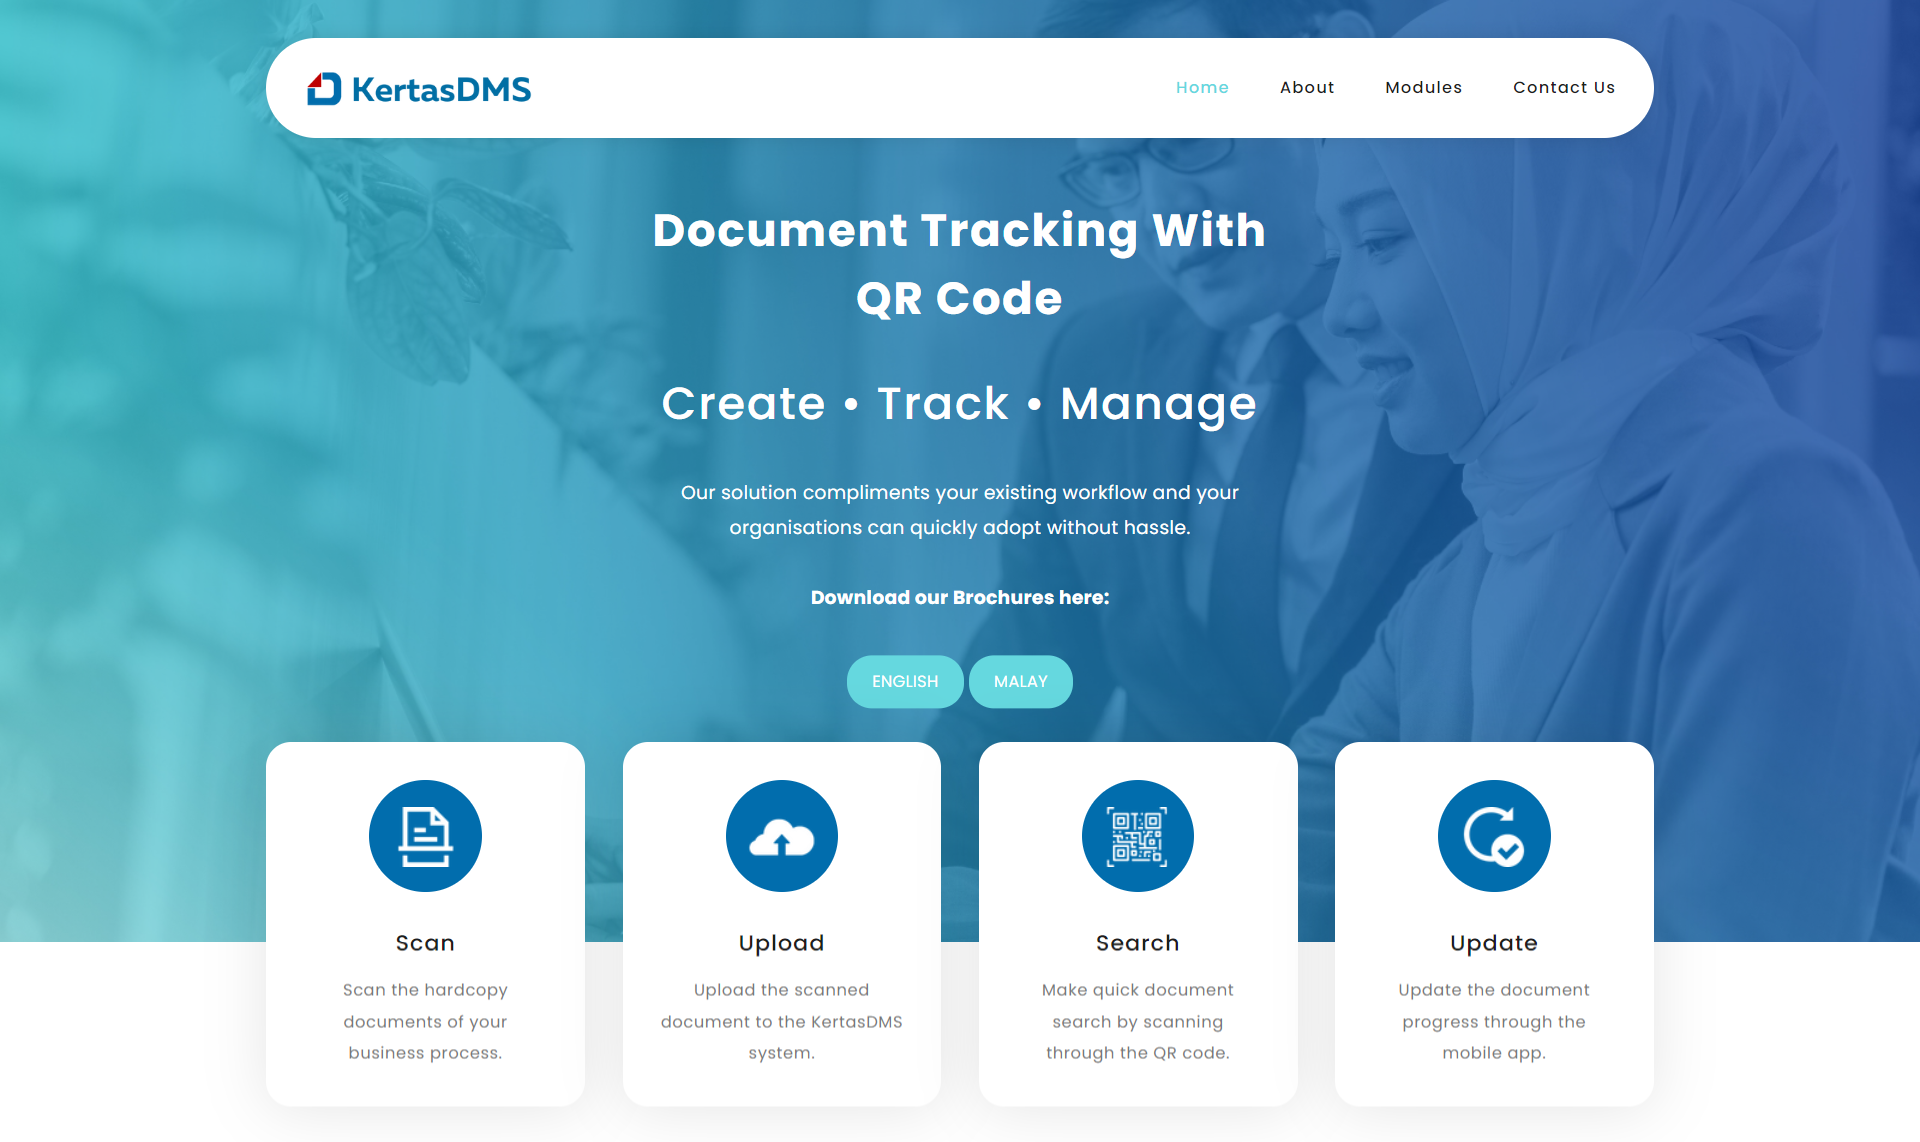 KertasDMS
Home
About
Modules
Contact Us
Document Tracking With
QR Code
Create • Track • Manage
Our solution compliments your existing workflow and your
organisations can quickly adopt without hassle.
Download our Brochures here:
ENGLISH
MALAY
Scan
Scan the hardcopy
documents of your
business process.
Upload
Upload the scanned
document to the KertasDMS
system.
Search
Make quick document
search by scanning
through the QR code.
Update
Update the document
progress through the
mobile app.